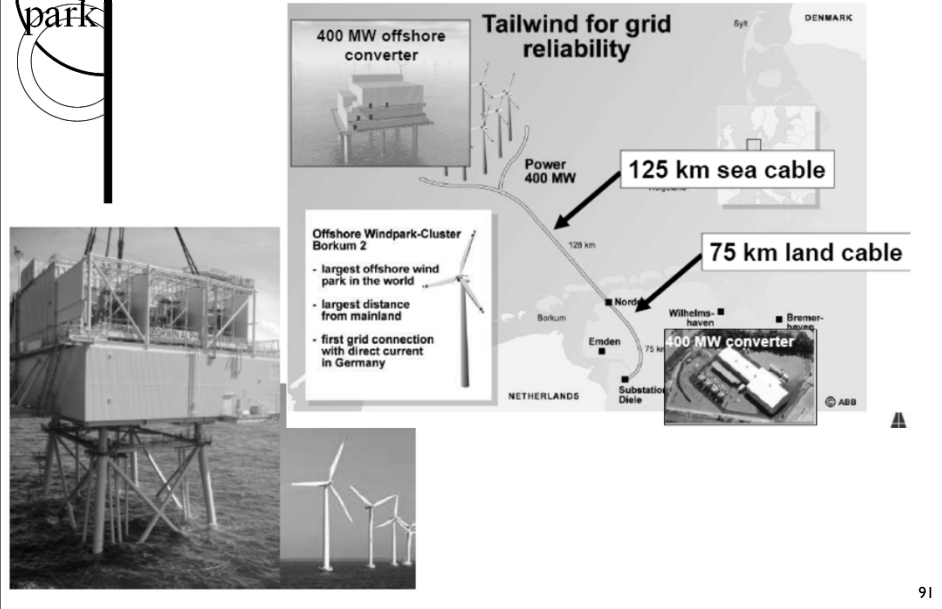 park
Tailwind for grid
reliability
400 MW offshore
converter
Sylt
DENMARK
Power
400 MW
125 km sea cable
128 km
75 km land cable
Offshore Windpark-Cluster
Borkum 2
- largest offshore wind
park in the world
- largest distance
from mainland
- first grid connection
with direct current
in Germany
Borkum
Emden
75 km
Wilhelms-
haven
Bremer-
haven
400 MW converter
Substation
Diele
NETHERLANDS
© ABB
91